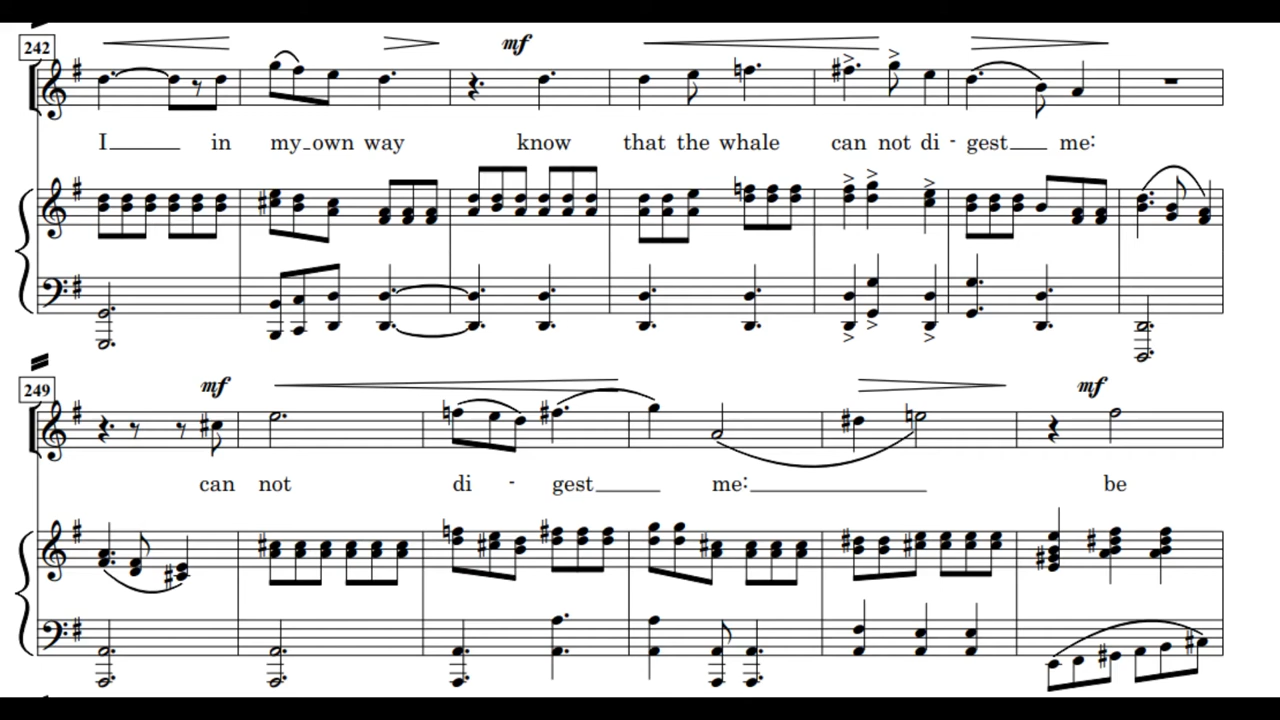 242
mf
I in my own way know that the whale can not di - gest me:
249
mf mf
can not di - gest me: be